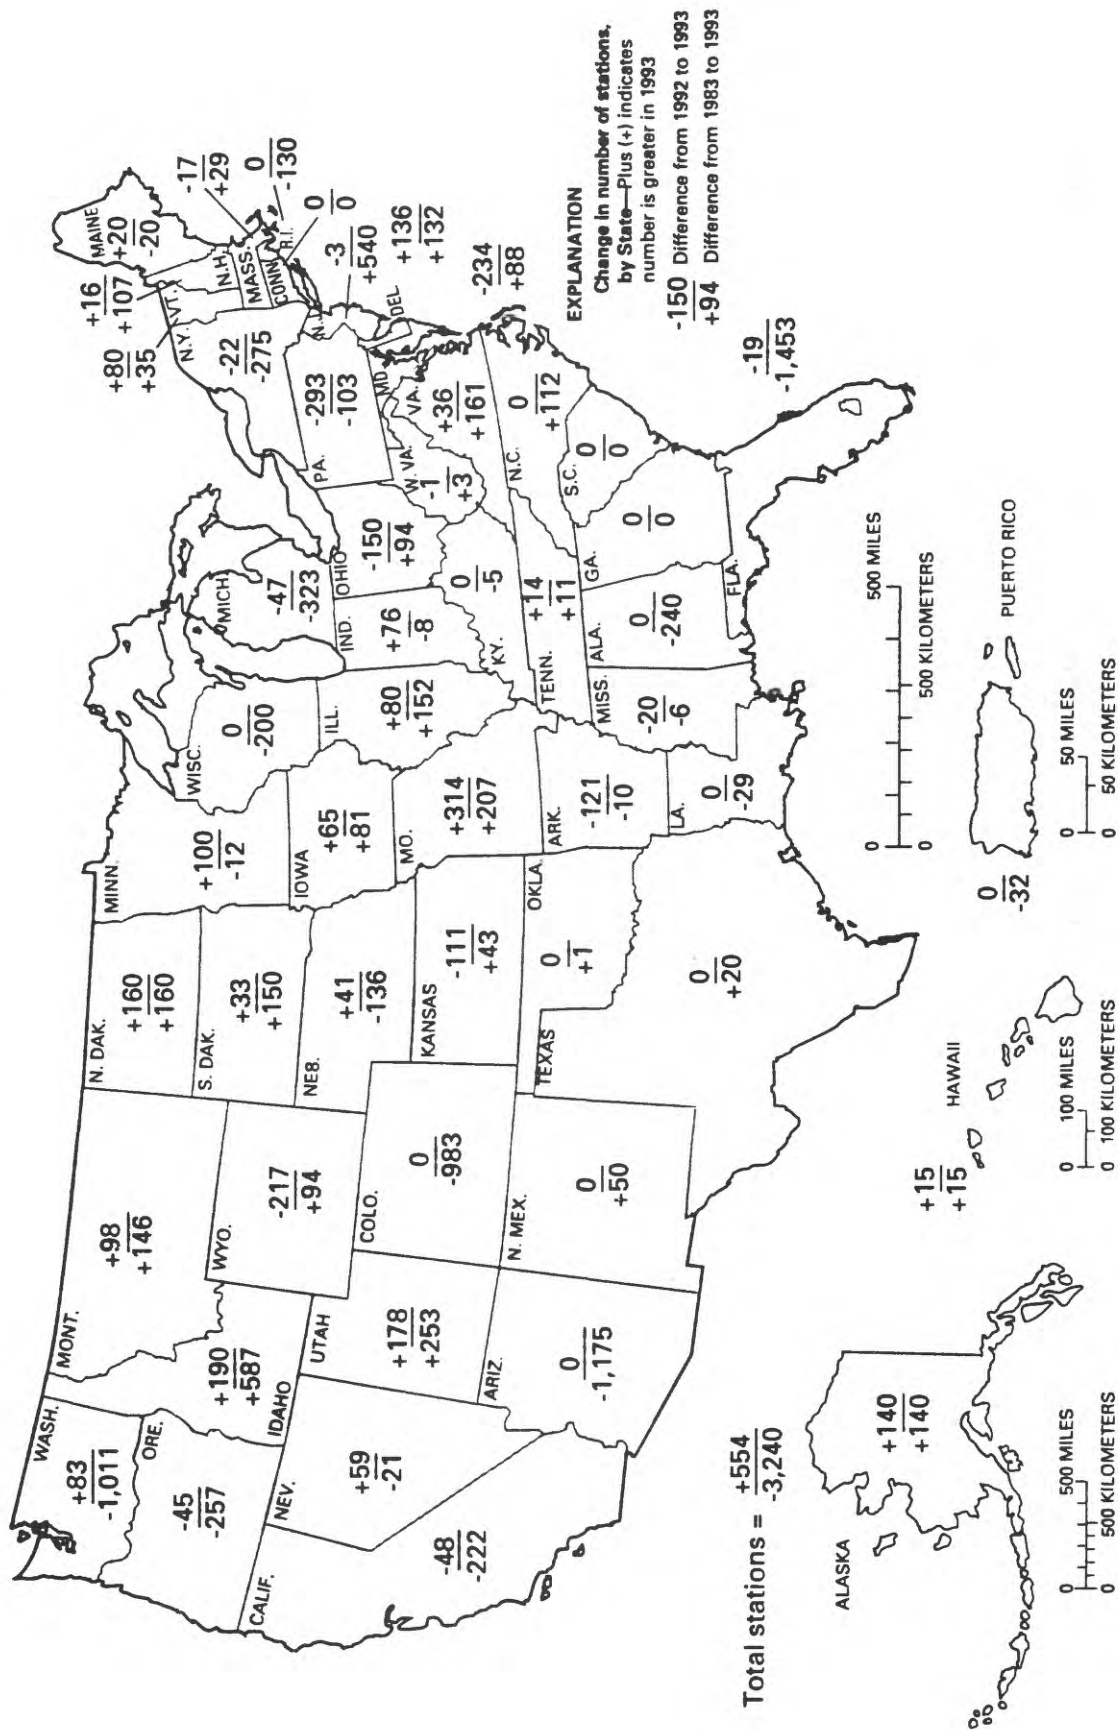 WASH.
+83
-1,011
ORE.
-45
-257
CALIF.
-48
-222
NEV.
+59
-21
IDAHO
+190
+587
MONT.
+98
+146
WYO.
-217
+94
UTAH
+178
+253
ARIZ.
0
-1,175
COLO.
0
-983
N. MEX.
0
+50
N. DAK.
+160
+160
S. DAK.
+33
+150
NEB.
+41
-136
KANSAS
-111
+43
OKLA.
0
+1
TEXAS
0
+20
MINN.
+100
-12
IOWA
+65
+81
MO.
+314
+207
ARK.
-121
-10
LA.
0
-29
WISC.
0
-200
ILL.
+80
+152
MICH.
-47
-323
IND.
+76
-8
OHIO
-150
+94
KY.
0
-5
TENN.
+14
+11
MISS.
-20
-6
ALA.
0
-240
GA.
0
0
FLA.
-19
-1,453
S.C.
0
0
N.C.
0
+112
VA.
+36
+161
W. VA.
-1
+3
MD.
-234
+88
DEL.
+136
+132
PA.
-293
-103
N.J.
-3
+540
N.Y.
-22
-275
CONN.
0
0
R.I.
0
-130
MASS.
-17
+29
VT.
+80
+35
N.H.
+16
+107
MAINE
+20
-20
EXPLANATION
Change in number of stations,
by State—Plus (+) indicates
number is greater in 1993
-150 Difference from 1992 to 1993
+94 Difference from 1983 to 1993
Total stations = +554
-3,240
ALASKA
+140
+140
0 500 MILES
0 500 KILOMETERS
HAWAII
+15
+15
0 100 MILES
0 100 KILOMETERS
PUERTO RICO
0
-32
0 50 MILES
0 50 KILOMETERS
0 500 MILES
0 500 KILOMETERS